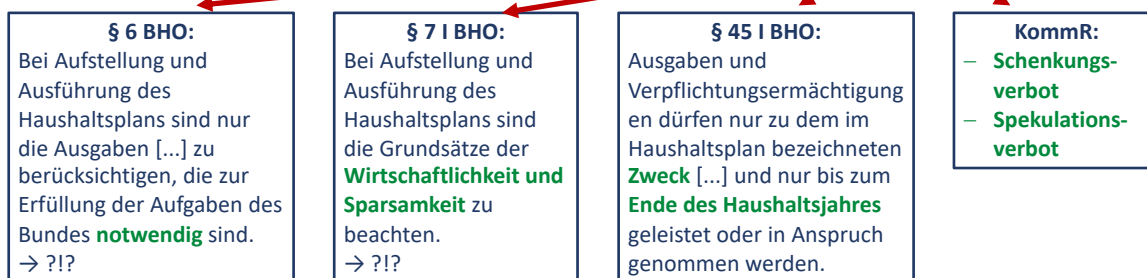 § 6 BHO:
Bei Aufstellung und
Ausführung des
Haushaltsplans sind nur
die Ausgaben [...] zu
berücksichtigen, die zur
Erfüllung der Aufgaben des
Bundes notwendig sind.
→ ?!?
§ 7 I BHO:
Bei Aufstellung und
Ausführung des
Haushaltsplans sind
die Grundsätze der
Wirtschaftlichkeit und
Sparsamkeit zu
beachten.
→ ?!?
§ 45 I BHO:
Ausgaben und
Verpflichtungsermächtigung
en dürfen nur zu dem im
Haushaltsplan bezeichneten
Zweck [...] und nur bis zum
Ende des Haushaltsjahres
geleistet oder in Anspruch
genommen werden.
KommR:
– Schenkungs-
verbot
– Spekulations-
verbot